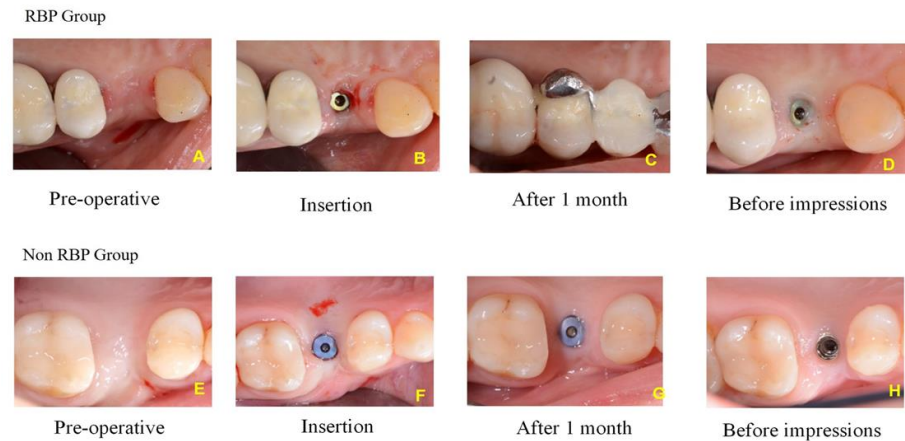 RBP Group
A
B
C
D
Pre-operative
Insertion
After 1 month
Before impressions
Non RBP Group
E
F
G
H
Pre-operative
Insertion
After 1 month
Before impressions